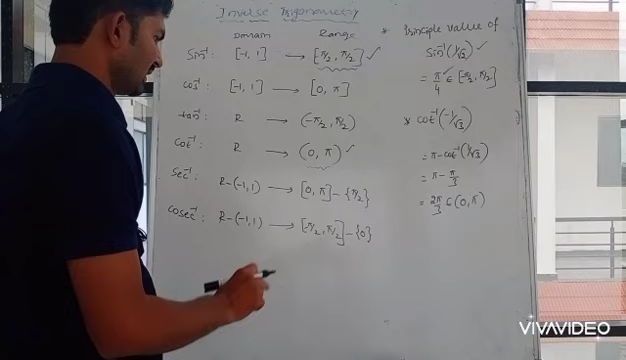 Inverse Trigonometry
Domain Range
Sin⁻¹ : [-1, 1] → [-π/2, π/2] ✓
cos⁻¹ : [-1, 1] → [0, π]
tan⁻¹ : R → (-π/2, π/2)
cot⁻¹ : R → (0, π) ✓
Sec⁻¹ : R-(-1,1) → [0, π] - {π/2}
cosec⁻¹ : R-(-1,1) → [-π/2, π/2] - {0}
* Principle value of
Sin⁻¹(1/√2) ✓
= π/4 ∈ [-π/2, π/2]
* cot⁻¹(-1/√3)
= π - cot⁻¹(1/√3)
= π - π/3
= 2π/3 ∈ (0, π)
VIVAVIDEO